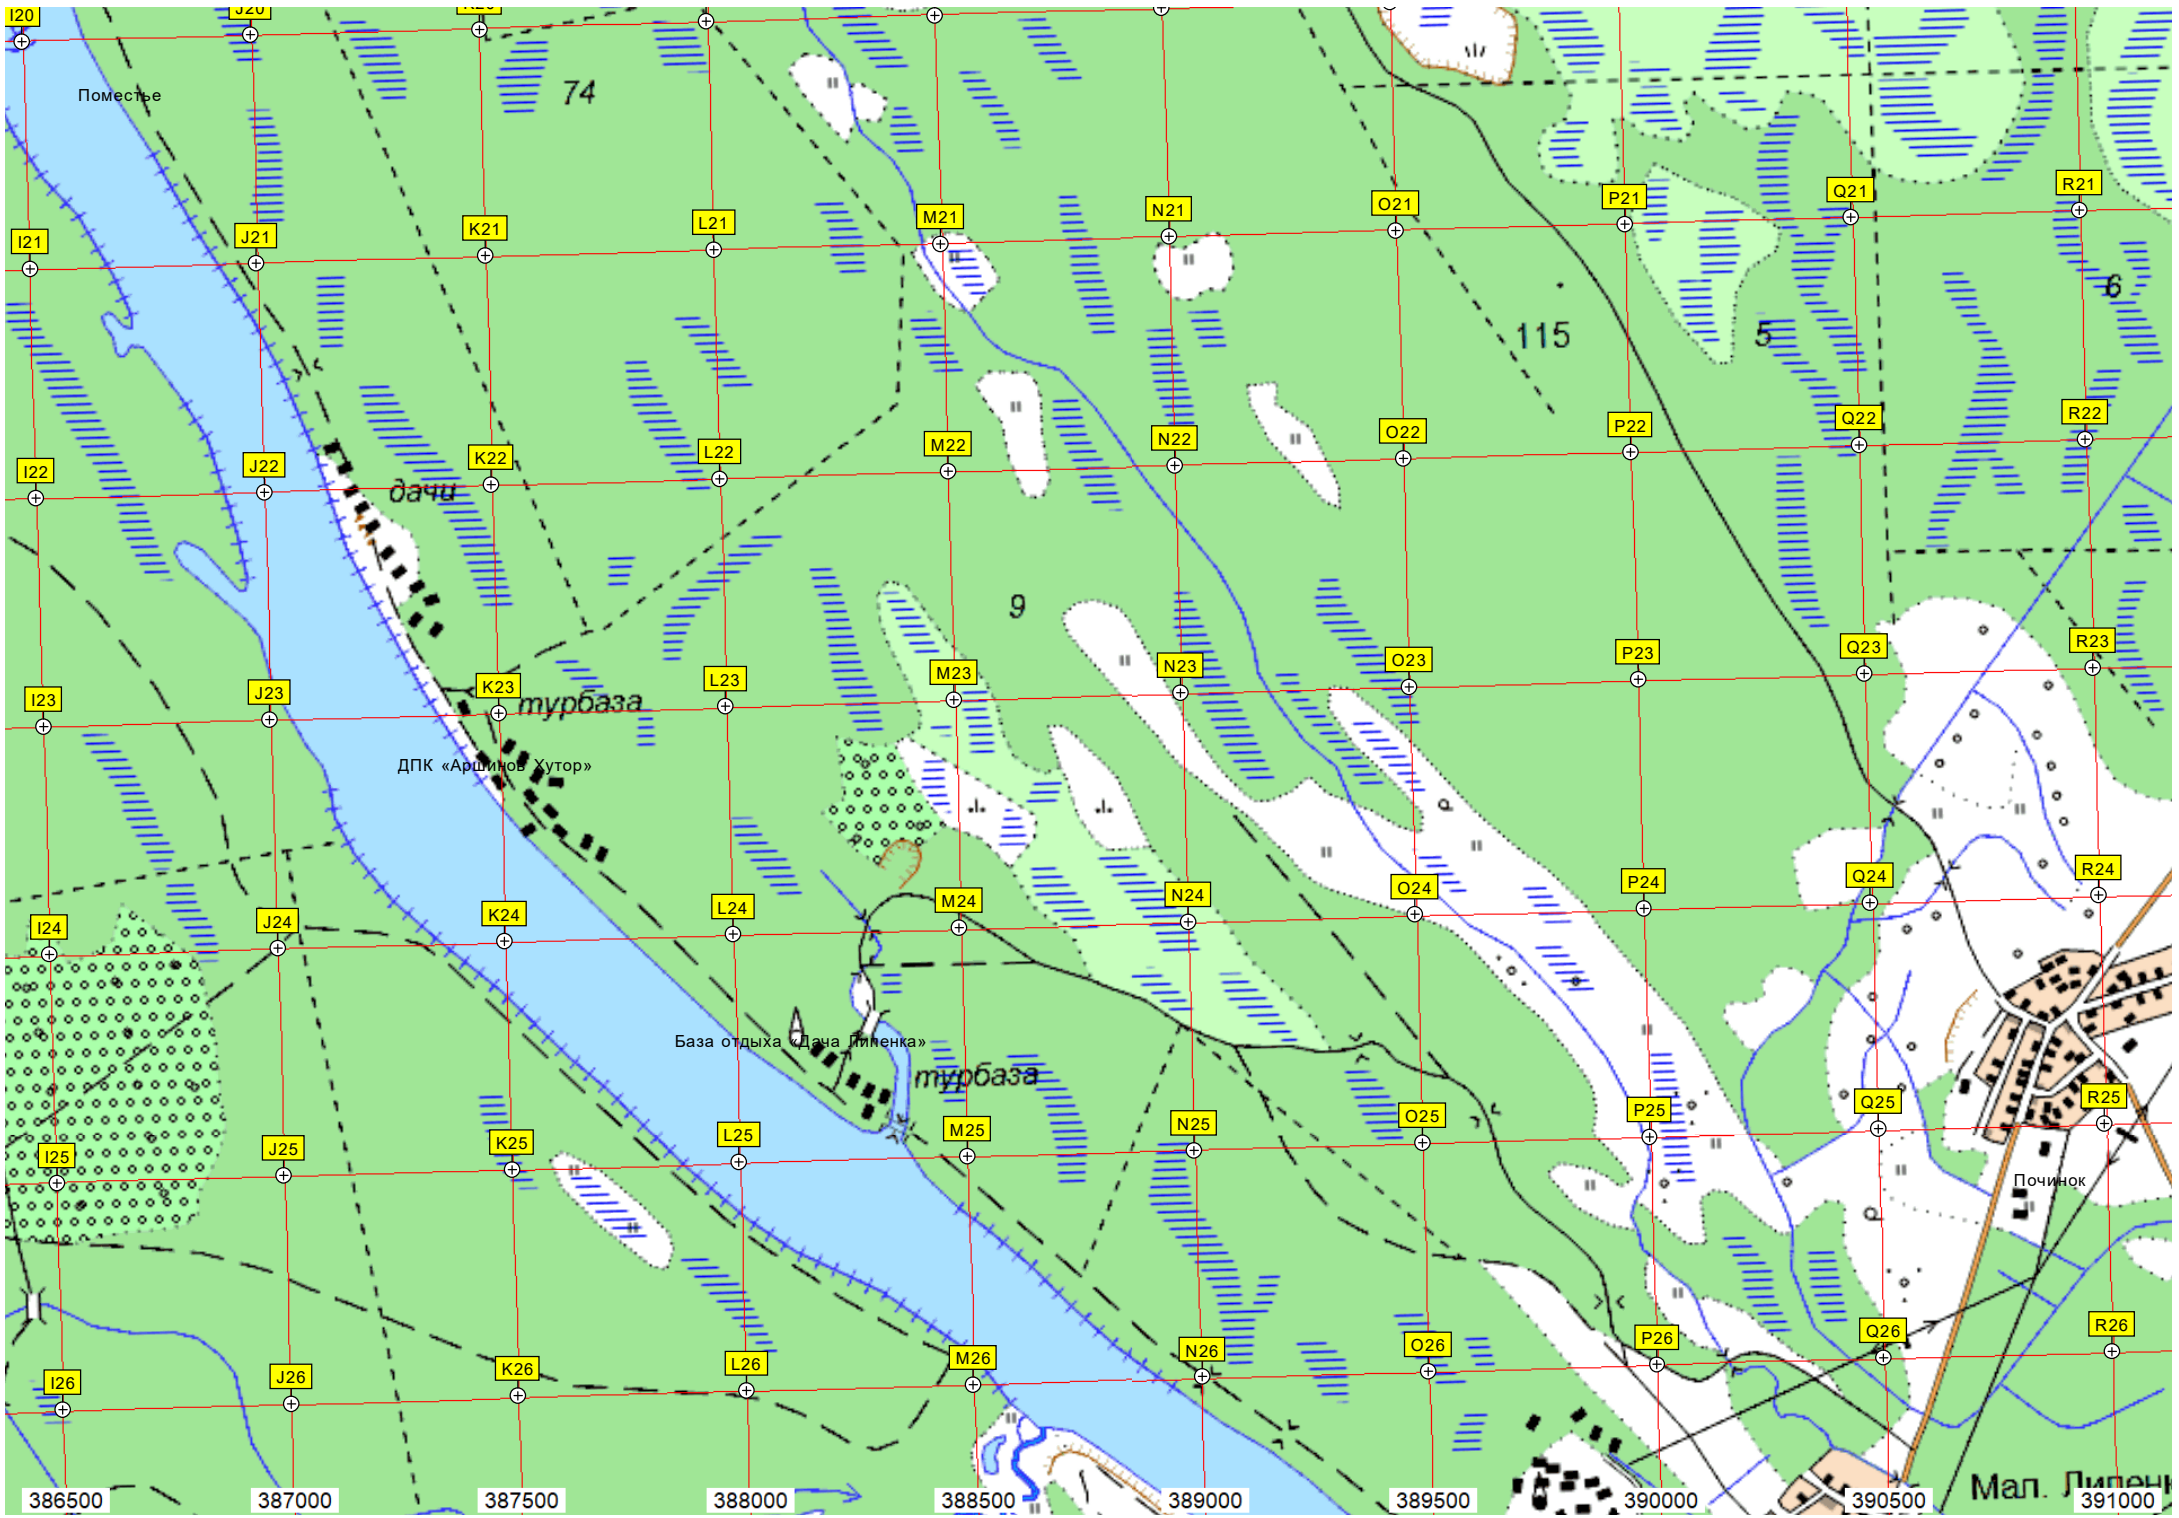 I20 J20
Поместье
74
I21 J21 K21 L21 M21 N21 O21 P21 Q21 R21
115 5 6
I22 J22 K22 L22 M22 N22 O22 P22 Q22 R22
дачи
9
I23 J23 K23 L23 M23 N23 O23 P23 Q23 R23
турбаза
ДПК «Аршинов Хутор»
I24 J24 K24 L24 M24 N24 O24 P24 Q24 R24
База отдыха «Дача Липенка»
турбаза
I25 J25 K25 L25 M25 N25 O25 P25 Q25 R25
Починок
I26 J26 K26 L26 M26 N26 O26 P26 Q26 R26
Мал.
386500 387000 387500 388000 388500 389000 389500 390000 390500 391000